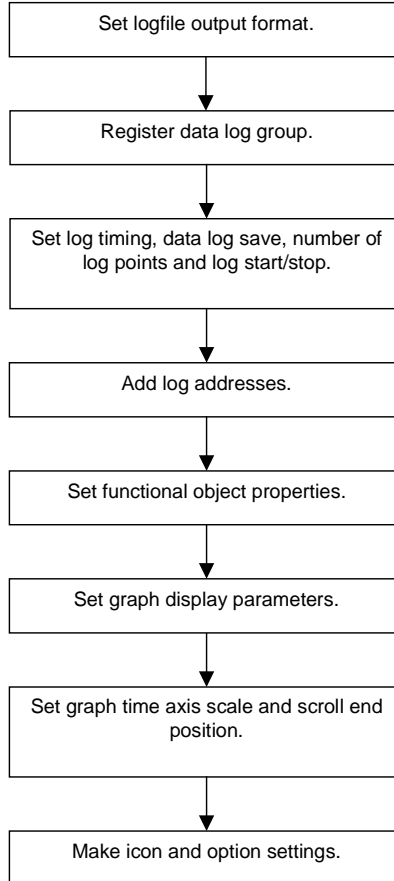 Set logfile output format.
Register data log group.
Set log timing, data log save, number of
log points and log start/stop.
Add log addresses.
Set functional object properties.
Set graph display parameters.
Set graph time axis scale and scroll end
position.
Make icon and option settings.